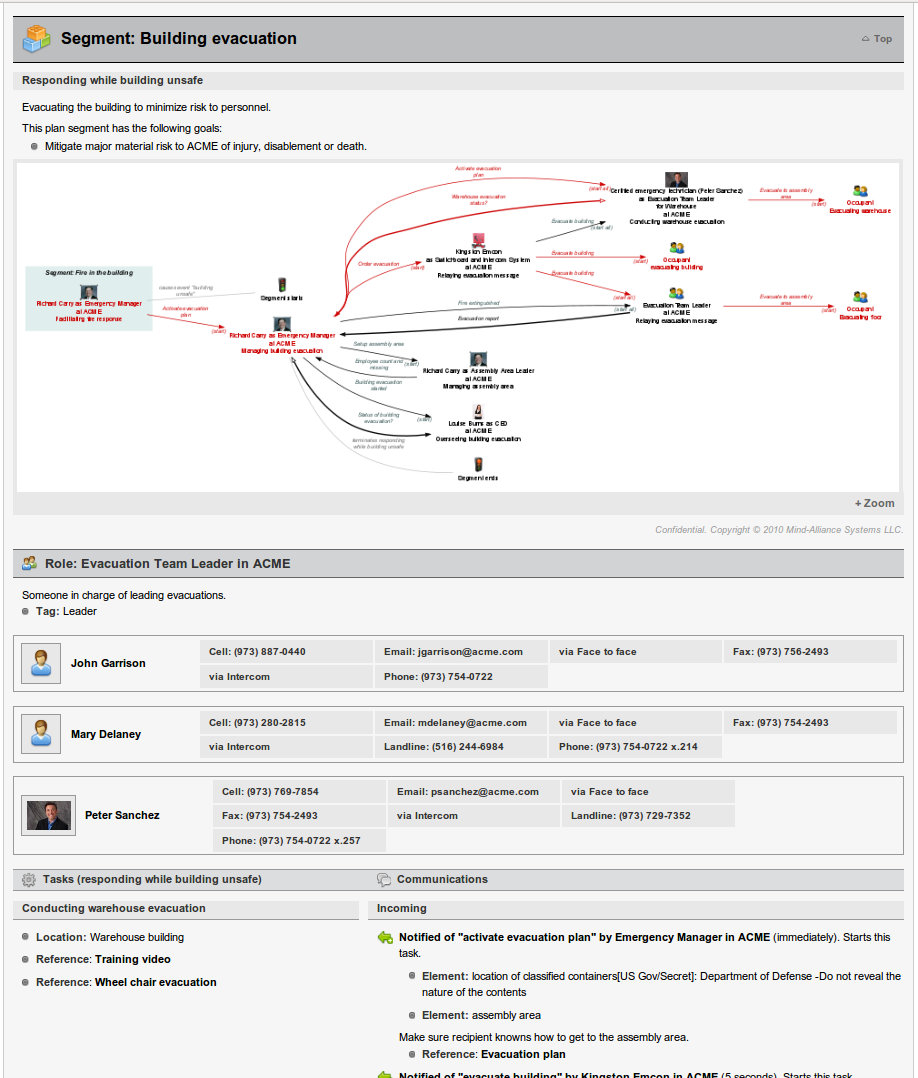 Segment: Building evacuation
Top
Responding while building unsafe
Evacuating the building to minimize risk to personnel.
This plan segment has the following goals:
Mitigate major material risk to ACME of injury, disablement or death.
Activate evacuation
plan
(start all)
Certified emergency technician (Peter Sanchez)
as Evacuation Team Leader
for Warehouse
at ACME
Conducting warehouse evacuation
Evacuate to assembly
area
(start)
Occupant
Evacuating warehouse
Warehouse evacuation
status?
Evacuate building
(start all)
Kingston Emcon
as Switchboard and Intercom System
at ACME
Relaying evacuation message
Order evacuation
(start)
Evacuate building
(start)
Occupant
evacuating building
Evacuate building
(start all)
(start all)
Evacuation Team Leader
at ACME
Relaying evacuation message
Evacuate to assembly
area
(start)
Occupant
Evacuating foor
Segment: Fire in the building
Richard Carry as Emergency Manager
at ACME
Facilitating fire response
causes event "building
unsafe"
Segment starts
Activate evacuation
plan
(start)
Richard Carry as Emergency Manager
at ACME
Managing building evacuation
Fire extinguished
Evacuation report
Setup assembly area
(start)
Employee count and
missing
Richard Carry as Assembly Area Leader
at ACME
Managing assembly area
Building evacuation
started
Status of building
evacuation?
(start)
Louise Burns as CEO
at ACME
Overseeing building evacuation
terminates responding
while building unsafe
Segment ends
+ Zoom
Confidential. Copyright © 2010 Mind-Alliance Systems LLC.
Role: Evacuation Team Leader in ACME
Someone in charge of leading evacuations.
Tag: Leader
John Garrison
Cell: (973) 887-0440 Email: jgarrison@acme.com via Face to face Fax: (973) 756-2493
via Intercom Phone: (973) 754-0722
Mary Delaney
Cell: (973) 280-2815 Email: mdelaney@acme.com via Face to face Fax: (973) 754-2493
via Intercom Landline: (516) 244-6984 Phone: (973) 754-0722 x.214
Peter Sanchez
Cell: (973) 769-7854 Email: psanchez@acme.com via Face to face
Fax: (973) 754-2493 via Intercom Landline: (973) 729-7352
Phone: (973) 754-0722 x.257
Tasks (responding while building unsafe)
Conducting warehouse evacuation
Location: Warehouse building
Reference: Training video
Reference: Wheel chair evacuation
Communications
Incoming
Notified of "activate evacuation plan" by Emergency Manager in ACME (immediately). Starts this
task.
Element: location of classified containers[US Gov/Secret]: Department of Defense -Do not reveal the
nature of the contents
Element: assembly area
Make sure recipient knowns how to get to the assembly area.
Reference: Evacuation plan
Notified of "evacuate building" by Kingston Emcon in ACME (5 seconds). Starts this task.